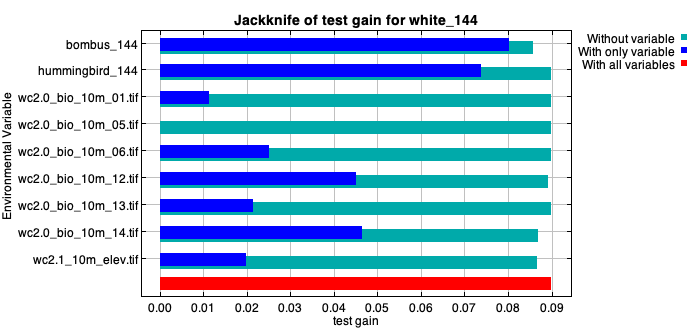 Jackknife of test gain for white_144
Without variable
With only variable
With all variables
Environmental Variable
bombus_144
hummingbird_144
wc2.0_bio_10m_01.tif
wc2.0_bio_10m_05.tif
wc2.0_bio_10m_06.tif
wc2.0_bio_10m_12.tif
wc2.0_bio_10m_13.tif
wc2.0_bio_10m_14.tif
wc2.1_10m_elev.tif
0.00 0.01 0.02 0.03 0.04 0.05 0.06 0.07 0.08 0.09
test gain